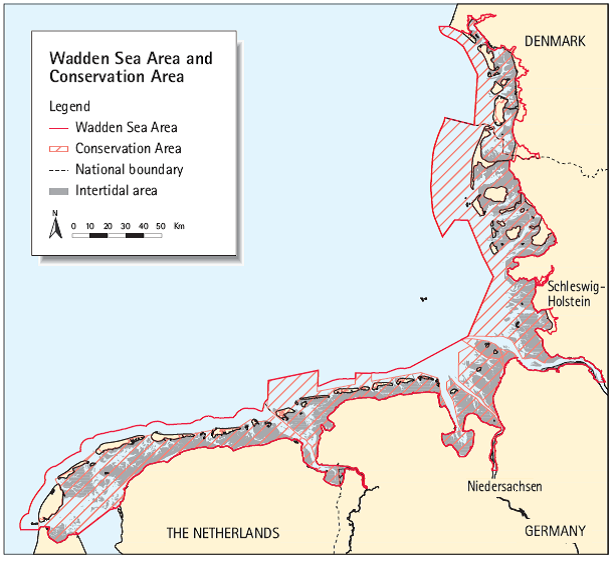 Wadden Sea Area and
Conservation Area
Legend
Wadden Sea Area
Conservation Area
National boundary
Intertidal area
N
0 10 20 30 40 50 Km
DENMARK
Schleswig-
Holstein
Niedersachsen
THE NETHERLANDS
GERMANY